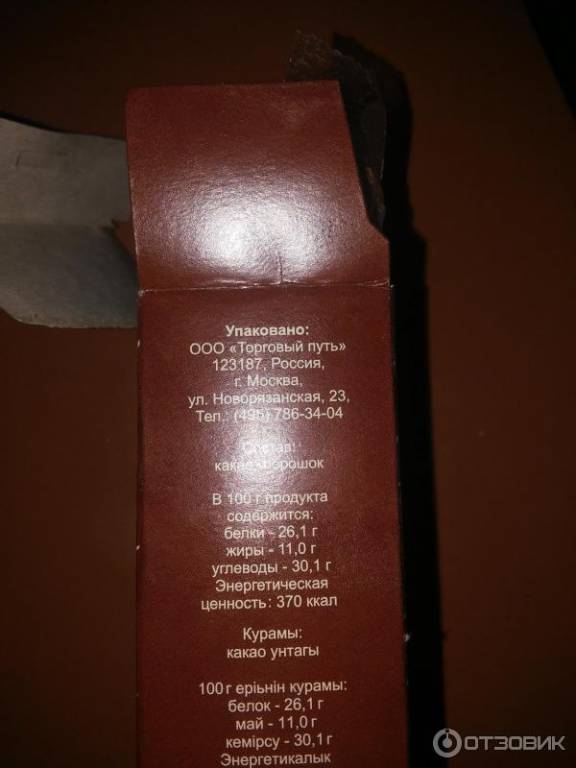 Упаковано:
ООО «Торговый путь»
123187, Россия,
г. Москва,
ул. Новорязанская, 23,
Тел.: (495) 786-34-04
Состав:
какао-порошок
В 100 г продукта
содержится:
белки - 26,1 г
жиры - 11,0 г
углеводы - 30,1 г
Энергетическая
ценность: 370 ккал
Курамы:
какао унтагы
100 г ерiьнiн курамы:
белок - 26,1 г
май - 11,0 г
кемiрсу - 30,1 г
Энергетикалык
ОТЗОВИК